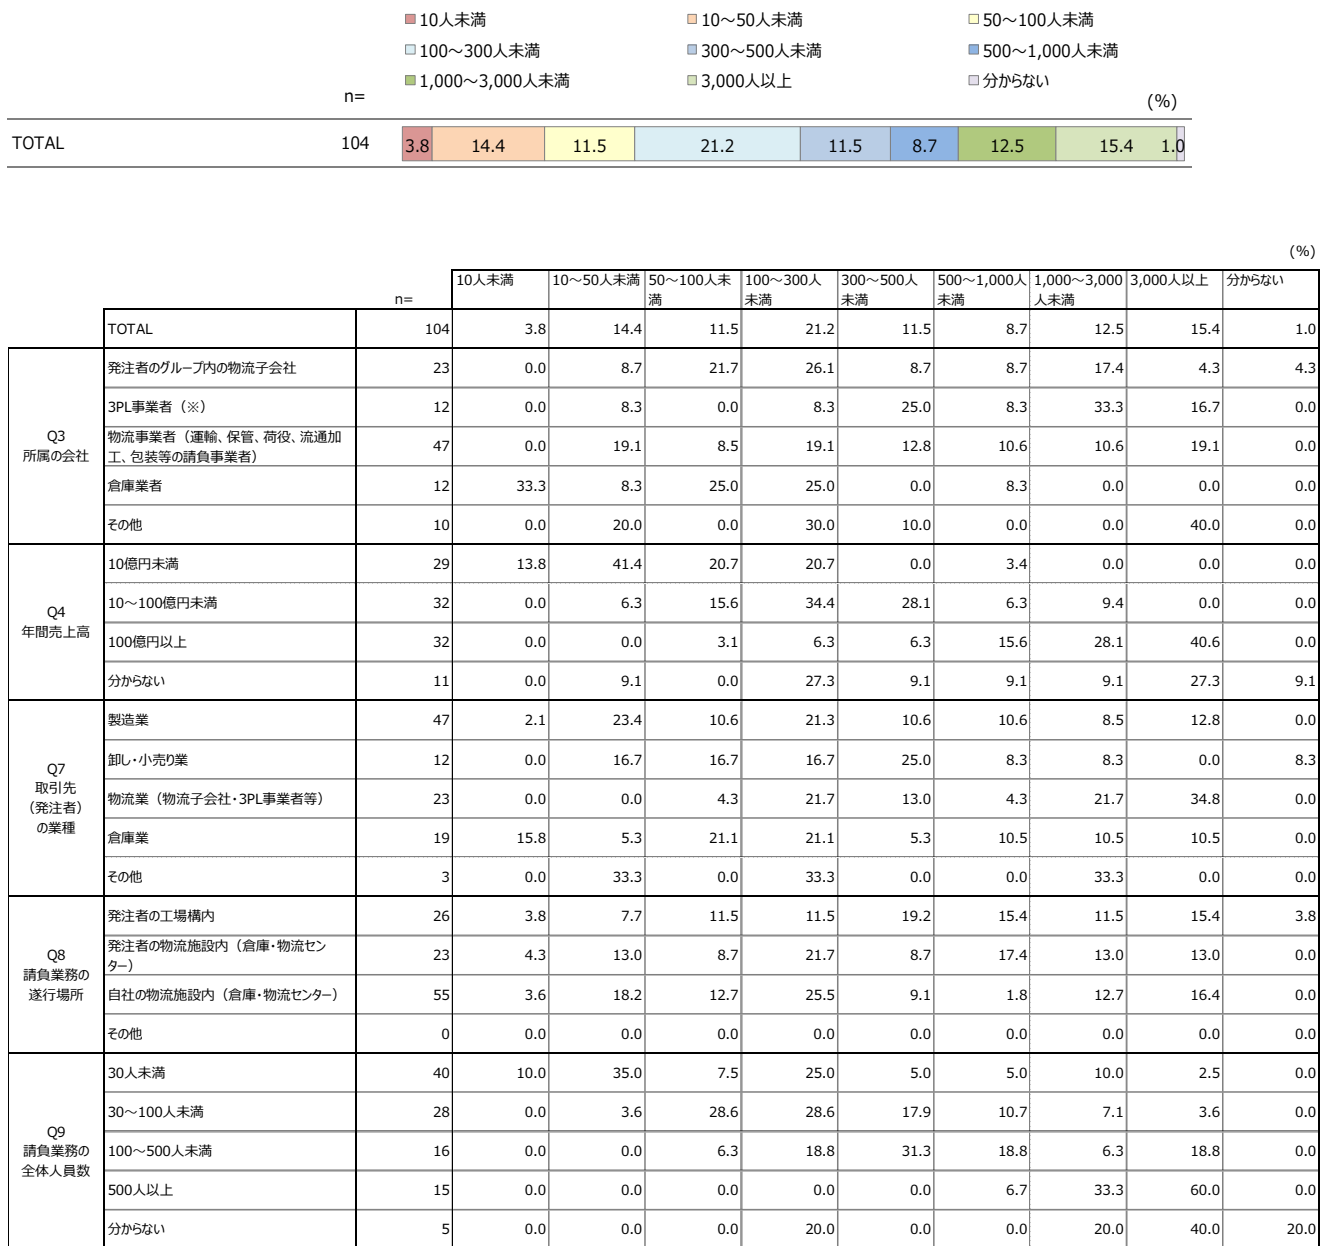 10人未満 10～50人未満 50～100人未満
100～300人未満 300～500人未満 500～1,000人未満
1,000～3,000人未満 3,000人以上 分からない
n= (%)
TOTAL 104 3.8 14.4 11.5 21.2 11.5 8.7 12.5 15.4 1.0
(%)
n= 10人未満 10～50人未満 50～100人未満 100～300人未満 300～500人未満 500～1,000人未満 1,000～3,000人未満 3,000人以上 分からない
TOTAL 104 3.8 14.4 11.5 21.2 11.5 8.7 12.5 15.4 1.0
Q3
所属の会社
発注者のグループ内の物流子会社 23 0.0 8.7 21.7 26.1 8.7 8.7 17.4 4.3 4.3
3PL事業者（※） 12 0.0 8.3 0.0 8.3 25.0 8.3 33.3 16.7 0.0
物流事業者（運輸、保管、荷役、流通加工、包装等の請負事業者） 47 0.0 19.1 8.5 19.1 12.8 10.6 10.6 19.1 0.0
倉庫業者 12 33.3 8.3 25.0 25.0 0.0 8.3 0.0 0.0 0.0
その他 10 0.0 20.0 0.0 30.0 10.0 0.0 0.0 40.0 0.0
Q4
年間売上高
10億円未満 29 13.8 41.4 20.7 20.7 0.0 3.4 0.0 0.0 0.0
10～100億円未満 32 0.0 6.3 15.6 34.4 28.1 6.3 9.4 0.0 0.0
100億円以上 32 0.0 0.0 3.1 6.3 6.3 15.6 28.1 40.6 0.0
分からない 11 0.0 9.1 0.0 27.3 9.1 9.1 9.1 27.3 9.1
Q7
取引先
（発注者）
の業種
製造業 47 2.1 23.4 10.6 21.3 10.6 10.6 8.5 12.8 0.0
卸し・小売り業 12 0.0 16.7 16.7 16.7 25.0 8.3 8.3 0.0 8.3
物流業（物流子会社・3PL事業者等） 23 0.0 0.0 4.3 21.7 13.0 4.3 21.7 34.8 0.0
倉庫業 19 15.8 5.3 21.1 21.1 5.3 10.5 10.5 10.5 0.0
その他 3 0.0 33.3 0.0 33.3 0.0 0.0 33.3 0.0 0.0
Q8
請負業務の
遂行場所
発注者の工場構内 26 3.8 7.7 11.5 11.5 19.2 15.4 11.5 15.4 3.8
発注者の物流施設内（倉庫・物流センター） 23 4.3 13.0 8.7 21.7 8.7 17.4 13.0 13.0 0.0
自社の物流施設内（倉庫・物流センター） 55 3.6 18.2 12.7 25.5 9.1 1.8 12.7 16.4 0.0
その他 0 0.0 0.0 0.0 0.0 0.0 0.0 0.0 0.0 0.0
Q9
請負業務の
全体人員数
30人未満 40 10.0 35.0 7.5 25.0 5.0 5.0 10.0 2.5 0.0
30～100人未満 28 0.0 3.6 28.6 28.6 17.9 10.7 7.1 3.6 0.0
100～500人未満 16 0.0 0.0 6.3 18.8 31.3 18.8 6.3 18.8 0.0
500人以上 15 0.0 0.0 0.0 0.0 0.0 6.7 33.3 60.0 0.0
分からない 5 0.0 0.0 0.0 20.0 0.0 0.0 20.0 40.0 20.0